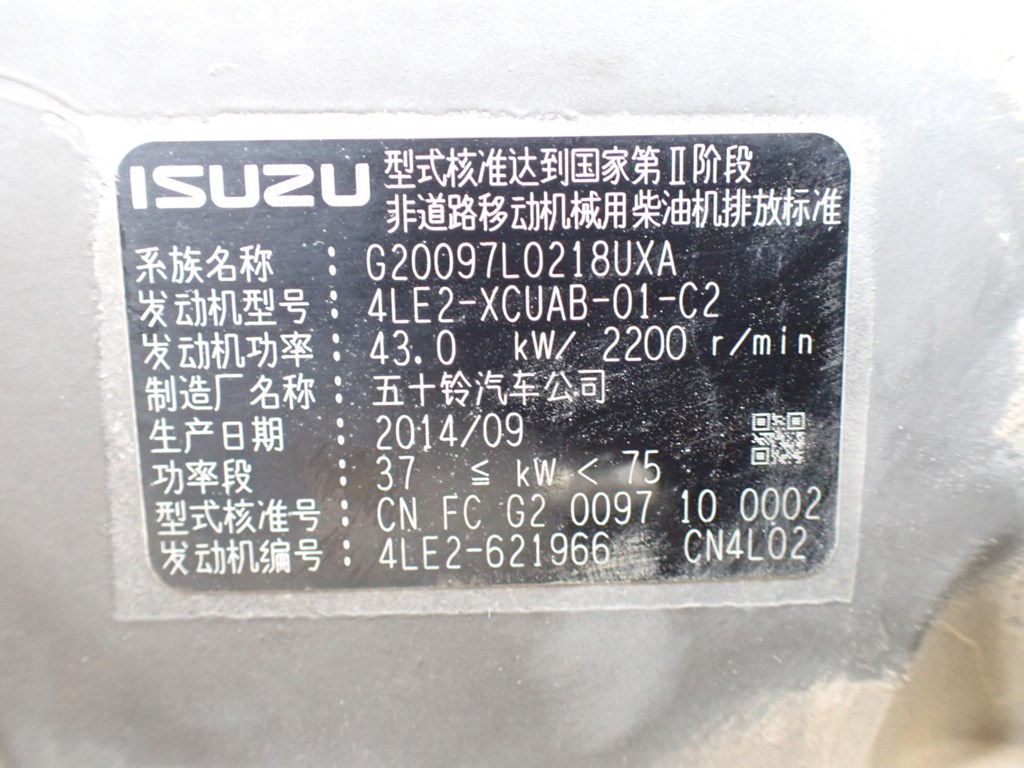 ISUZU 型式核准达到国家第Ⅱ阶段
非道路移动机械用柴油机排放标准
系族名称 : G20097L0218UXA
发动机型号 : 4LE2-XCUAB-01-C2
发动机功率 : 43.0 kW/ 2200 r/min
制造厂名称 : 五十铃汽车公司
生产日期 : 2014/09
功率段 : 37 ≦ kW < 75
型式核准号 : CN FC G2 0097 10 0002
发动机编号 : 4LE2-621966 CN4L02